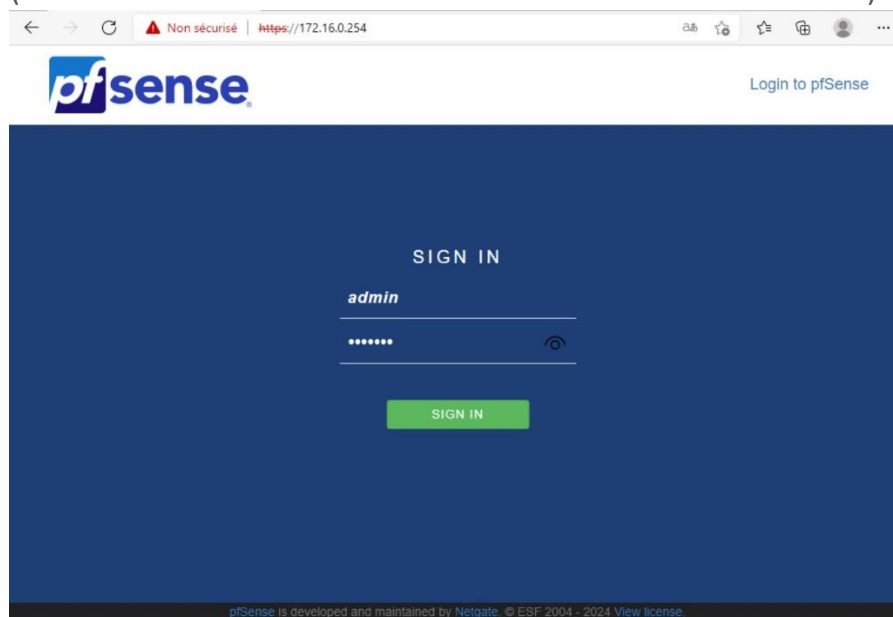 Non sécurisé | https://172.16.0.254
pfsense
Login to pfSense
SIGN IN
admin
•••••••
SIGN IN
pfSense is developed and maintained by Netgate. © ESF 2004 - 2024 View license.